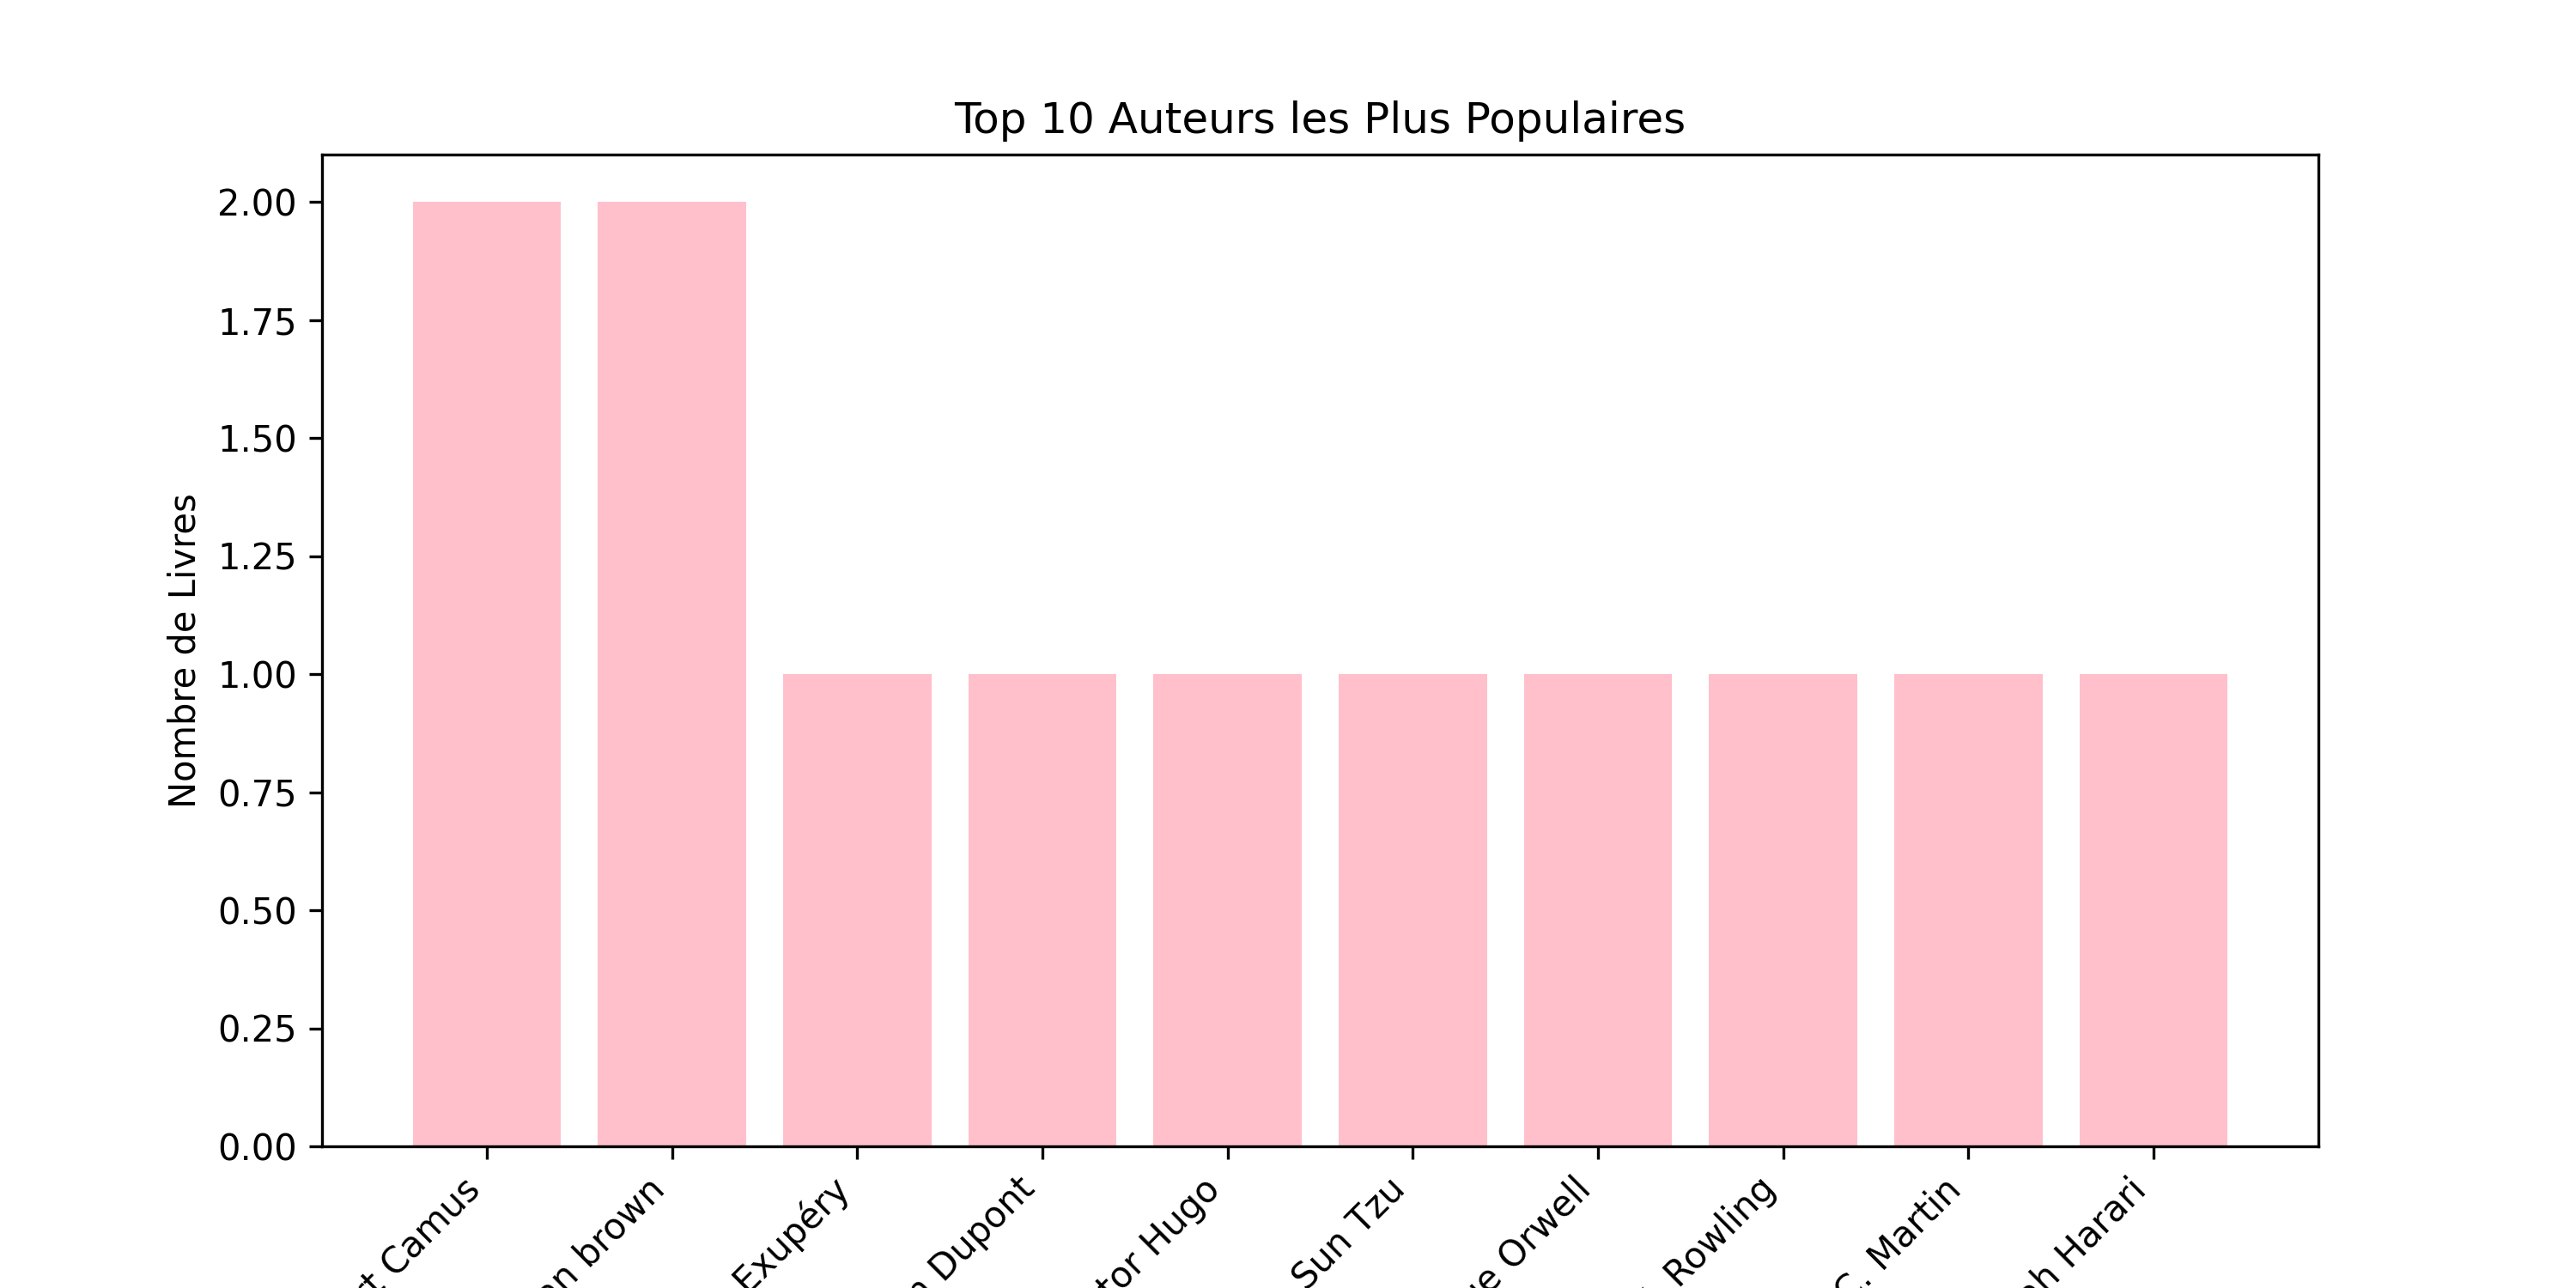 Top 10 Auteurs les Plus Populaires
Nombre de Livres
2.00
1.75
1.50
1.25
1.00
0.75
0.50
0.25
0.00
Camus
brown
Exupéry
Dupont
Hugo
Sun Tzu
Orwell
Rowling
C. Martin
Harari